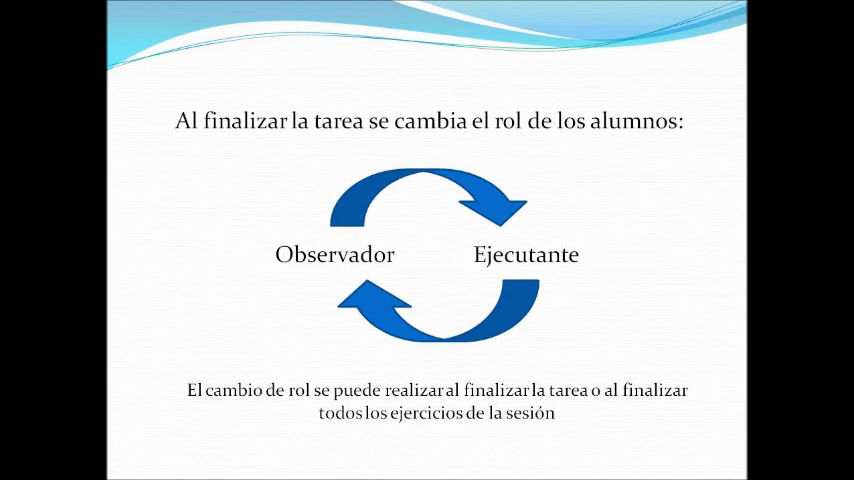 Al finalizar la tarea se cambia el rol de los alumnos:
Observador
Ejecutante
El cambio de rol se puede realizar al finalizar la tarea o al finalizar
todos los ejercicios de la sesión